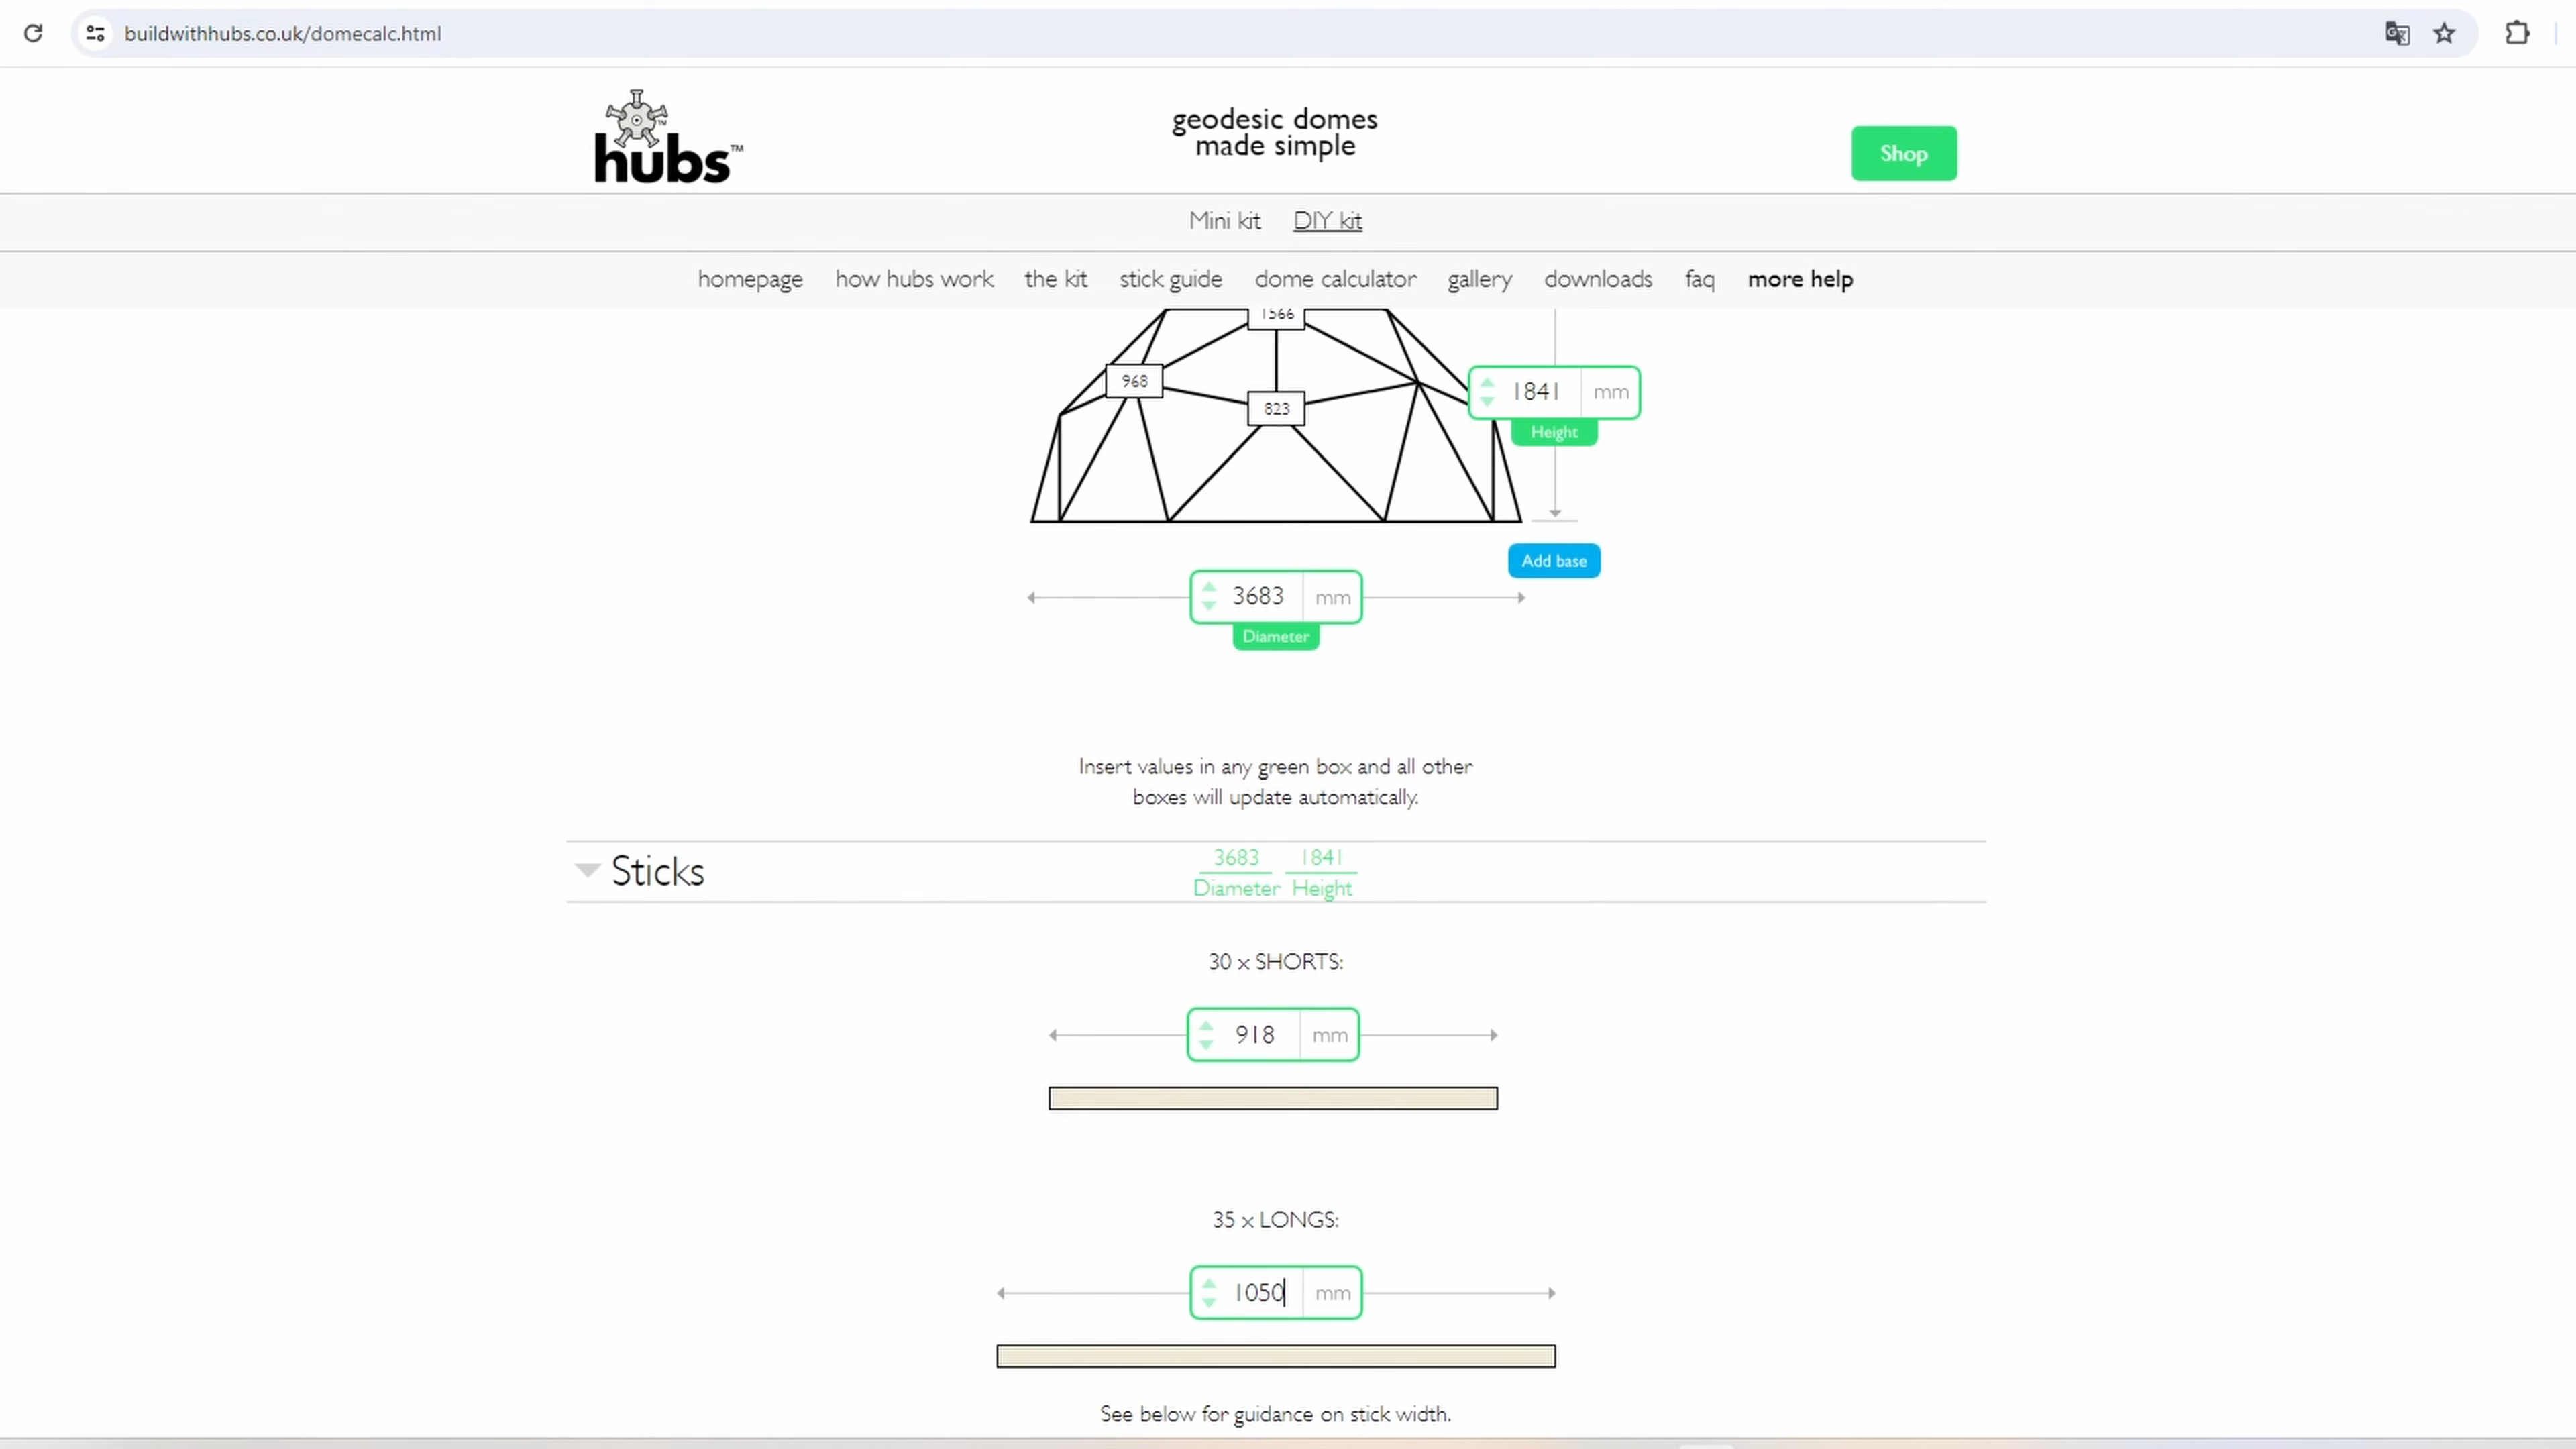 buildwithhubs.co.uk/domecalc.html
hubs™
geodesic domes
made simple
Shop
Mini kit DIY kit
homepage how hubs work the kit stick guide dome calculator gallery downloads faq more help
1566
968
1841 mm
823
Height
Add base
3683 mm
Diameter
Insert values in any green box and all other
boxes will update automatically.
Sticks
3683 1841
Diameter Height
30 x SHORTS:
918 mm
35 x LONGS:
1050 mm
See below for guidance on stick width.